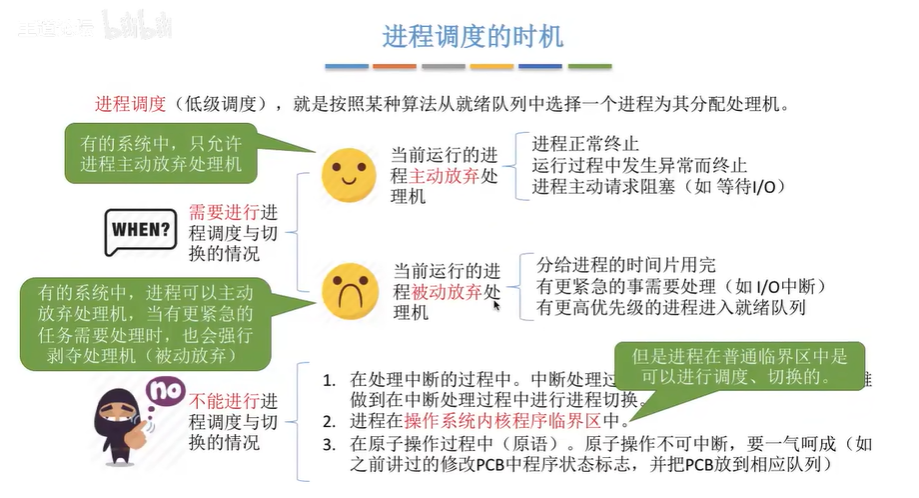 bilibili
进程调度的时机
进程调度（低级调度），就是按照某种算法从就绪队列中选择一个进程为其分配处理机。
有的系统中，只允许
进程主动放弃处理机
当前运行的进
程主动放弃处
理机
进程正常终止
运行过程中发生异常而终止
进程主动请求阻塞（如 等待I/O）
WHEN?
需要进行进
程调度与切
换的情况
当前运行的进
程被动放弃处
理机
分给进程的时间片用完
有更紧急的事需要处理（如 I/O中断）
有更高优先级的进程进入就绪队列
有的系统中，进程可以主动
放弃处理机，当有更紧急的
任务需要处理时，也会强行
剥夺处理机（被动放弃）
但是进程在普通临界区中是
可以进行调度、切换的。
no
不能进行进
程调度与切
换的情况
1. 在处理中断的过程中。中断处理过
做到在中断处理过程中进行进程切换。
2. 进程在操作系统内核程序临界区中。
3. 在原子操作过程中（原语）。原子操作不可中断，要一气呵成（如
之前讲过的修改PCB中程序状态标志，并把PCB放到相应队列）